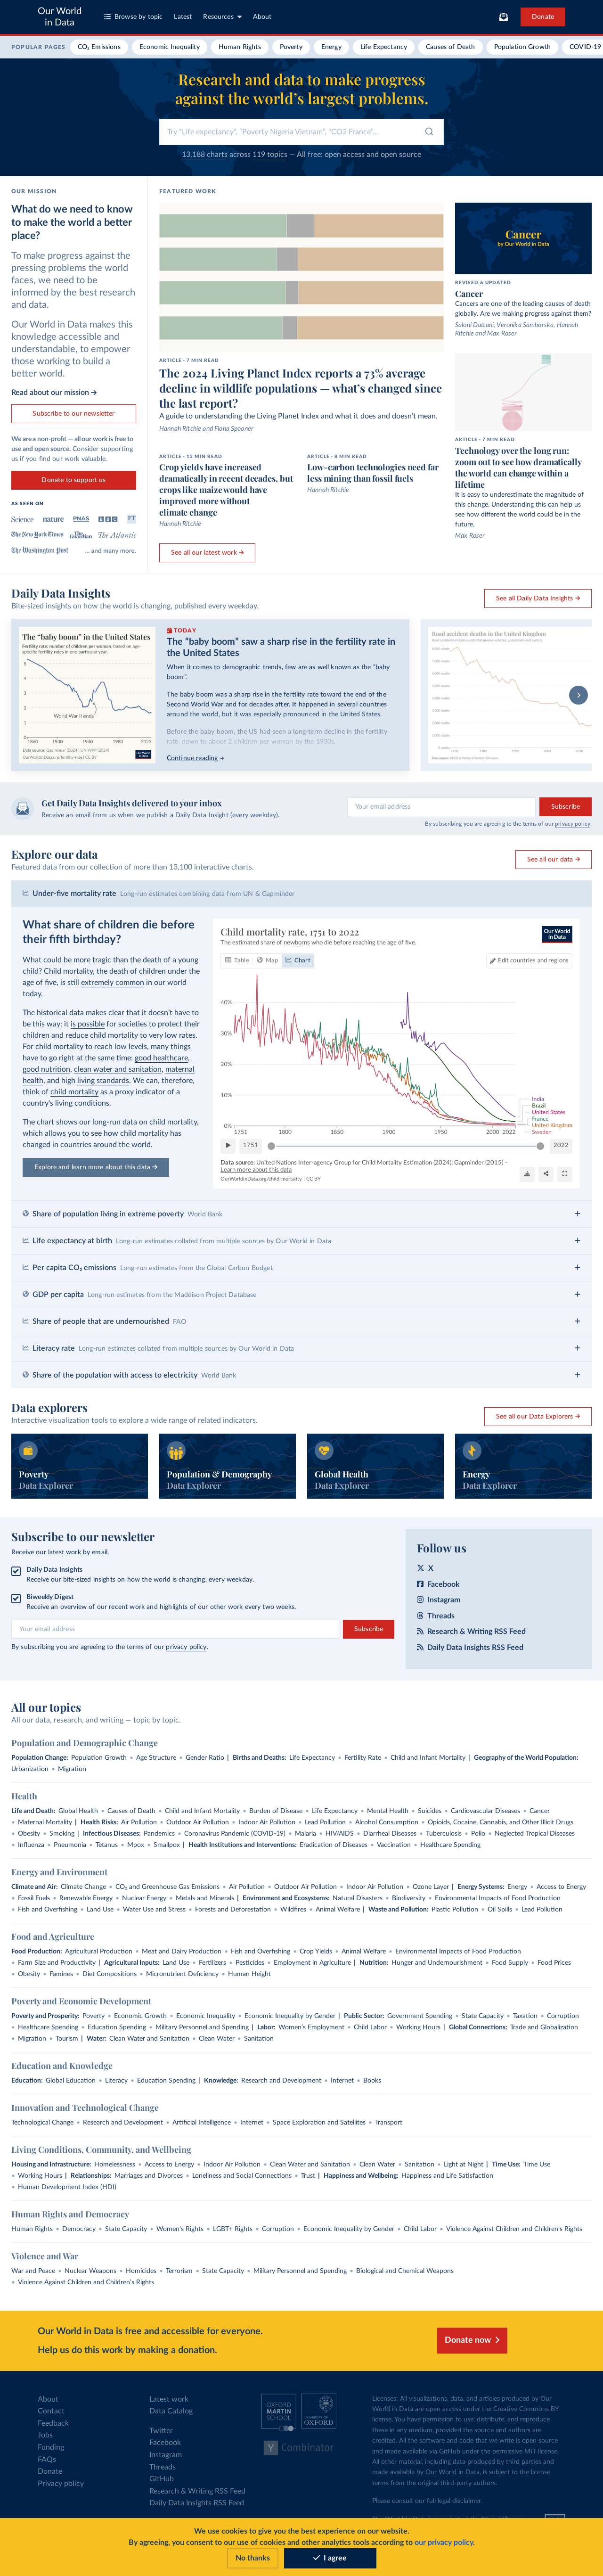 Our World
in Data
Browse by topic
Latest
Resources
About
Donate
POPULAR PAGES
CO₂ Emissions
Economic Inequality
Human Rights
Poverty
Energy
Life Expectancy
Causes of Death
Population Growth
COVID-19
Research and data to make progress
against the world’s largest problems.
Try “Life expectancy”, “Poverty Nigeria Vietnam”, “CO2 France”…
13,188 charts across 119 topics — All free: open access and open source
OUR MISSION
What do we need to know
to make the world a better
place?
To make progress against the
pressing problems the world
faces, we need to be
informed by the best research
and data.
Our World in Data makes this
knowledge accessible and
understandable, to empower
those working to build a
better world.
Read about our mission →
Subscribe to our newsletter
We are a non-profit — all our work is free to
use and open source. Consider supporting
us if you find our work valuable.
Donate to support us
AS SEEN ON
Science
nature
PNAS
BBC
FT
The New York Times
The Guardian
The Atlantic
The Washington Post
... and many more.
FEATURED WORK
ARTICLE • 7 MIN READ
The 2024 Living Planet Index reports a 73% average
decline in wildlife populations — what’s changed since
the last report?
A guide to understanding the Living Planet Index and what it does and doesn’t mean.
Hannah Ritchie and Fiona Spooner
ARTICLE • 12 MIN READ
Crop yields have increased
dramatically in recent decades, but
crops like maize would have
improved more without
climate change
Hannah Ritchie
ARTICLE • 8 MIN READ
Low-carbon technologies need far
less mining than fossil fuels
Hannah Ritchie
See all our latest work →
Cancer
by Our World in Data
REVISED & UPDATED
Cancer
Cancers are one of the leading causes of death
globally. Are we making progress against them?
Saloni Dattani, Veronika Samborska, Hannah
Ritchie and Max Roser
ARTICLE • 7 MIN READ
Technology over the long run:
zoom out to see how dramatically
the world can change within a
lifetime
It is easy to underestimate the magnitude of
this change. Understanding this can help us
see how different the world could be in the
future.
Max Roser
Daily Data Insights
Bite-sized insights on how the world is changing, published every weekday.
See all Daily Data Insights →
The “baby boom” in the United States
Fertility rate: number of children per woman, based on age-
specific fertility rates in one particular year.
5
4
3
2
1
0
World War II ends
1860
1900
1940
1980
2023
Data source: Gapminder (2024); UN WPP (2024)
OurWorldinData.org/fertility-rate | CC BY
TODAY
The “baby boom” saw a sharp rise in the fertility rate in
the United States
When it comes to demographic trends, few are as well known as the “baby
boom”.
The baby boom was a sharp rise in the fertility rate toward the end of the
Second World War and for decades after. It happened in several countries
around the world, but it was especially pronounced in the United States.
Before the baby boom, the US had seen a long-term decline in the fertility
rate, down to about 2 children per woman by the 1930s.
Continue reading →
Road accident deaths in the United Kingdom
Get Daily Data Insights delivered to your inbox
Receive an email from us when we publish a Daily Data Insight (every weekday).
Your email address
Subscribe
By subscribing you are agreeing to the terms of our privacy policy.
Explore our data
Featured data from our collection of more than 13,100 interactive charts.
See all our data →
Under-five mortality rate Long-run estimates combining data from UN & Gapminder
What share of children die before
their fifth birthday?
What could be more tragic than the death of a young
child? Child mortality, the death of children under the
age of five, is still extremely common in our world
today.
The historical data makes clear that it doesn’t have to
be this way: it is possible for societies to protect their
children and reduce child mortality to very low rates.
For child mortality to reach low levels, many things
have to go right at the same time: good healthcare,
good nutrition, clean water and sanitation, maternal
health, and high living standards. We can, therefore,
think of child mortality as a proxy indicator of a
country’s living conditions.
The chart shows our long-run data on child mortality,
which allows you to see how child mortality has
changed in countries around the world.
Explore and learn more about this data →
Child mortality rate, 1751 to 2022
The estimated share of newborns who die before reaching the age of five.
Our World
in Data
Table
Map
Chart
Edit countries and regions
40%
30%
20%
10%
0%
1751
1800
1850
1900
1950
2000
2022
India
Brazil
United States
France
United Kingdom
Sweden
1751
2022
Data source: United Nations Inter-agency Group for Child Mortality Estimation (2024); Gapminder (2015) –
Learn more about this data
OurWorldinData.org/child-mortality | CC BY
Share of population living in extreme poverty World Bank
Life expectancy at birth Long-run estimates collated from multiple sources by Our World in Data
Per capita CO₂ emissions Long-run estimates from the Global Carbon Budget
GDP per capita Long-run estimates from the Maddison Project Database
Share of people that are undernourished FAO
Literacy rate Long-run estimates collated from multiple sources by Our World in Data
Share of the population with access to electricity World Bank
Data explorers
Interactive visualization tools to explore a wide range of related indicators.
See all our Data Explorers →
Poverty
Data Explorer
Population & Demography
Data Explorer
Global Health
Data Explorer
Energy
Data Explorer
Subscribe to our newsletter
Receive our latest work by email.
Daily Data Insights
Receive our bite-sized insights on how the world is changing, every weekday.
Biweekly Digest
Receive an overview of our recent work and highlights of our other work every two weeks.
Your email address
Subscribe
By subscribing you are agreeing to the terms of our privacy policy.
Follow us
X
Facebook
Instagram
Threads
Research & Writing RSS Feed
Daily Data Insights RSS Feed
All our topics
All our data, research, and writing — topic by topic.
Population and Demographic Change
Population Change: Population Growth • Age Structure • Gender Ratio | Births and Deaths: Life Expectancy • Fertility Rate • Child and Infant Mortality | Geography of the World Population:
Urbanization • Migration
Health
Life and Death: Global Health • Causes of Death • Child and Infant Mortality • Burden of Disease • Life Expectancy • Mental Health • Suicides • Cardiovascular Diseases • Cancer
• Maternal Mortality | Health Risks: Air Pollution • Outdoor Air Pollution • Indoor Air Pollution • Lead Pollution • Alcohol Consumption • Opioids, Cocaine, Cannabis, and Other Illicit Drugs
• Obesity • Smoking | Infectious Diseases: Pandemics • Coronavirus Pandemic (COVID-19) • Malaria • HIV/AIDS • Diarrheal Diseases • Tuberculosis • Polio • Neglected Tropical Diseases
• Influenza • Pneumonia • Tetanus • Mpox • Smallpox | Health Institutions and Interventions: Eradication of Diseases • Vaccination • Healthcare Spending
Energy and Environment
Climate and Air: Climate Change • CO₂ and Greenhouse Gas Emissions • Air Pollution • Outdoor Air Pollution • Indoor Air Pollution • Ozone Layer | Energy Systems: Energy • Access to Energy
• Fossil Fuels • Renewable Energy • Nuclear Energy • Metals and Minerals | Environment and Ecosystems: Natural Disasters • Biodiversity • Environmental Impacts of Food Production
• Fish and Overfishing • Land Use • Water Use and Stress • Forests and Deforestation • Wildfires • Animal Welfare | Waste and Pollution: Plastic Pollution • Oil Spills • Lead Pollution
Food and Agriculture
Food Production: Agricultural Production • Meat and Dairy Production • Fish and Overfishing • Crop Yields • Animal Welfare • Environmental Impacts of Food Production
• Farm Size and Productivity | Agricultural Inputs: Land Use • Fertilizers • Pesticides • Employment in Agriculture | Nutrition: Hunger and Undernourishment • Food Supply • Food Prices
• Obesity • Famines • Diet Compositions • Micronutrient Deficiency • Human Height
Poverty and Economic Development
Poverty and Prosperity: Poverty • Economic Growth • Economic Inequality • Economic Inequality by Gender | Public Sector: Government Spending • State Capacity • Taxation • Corruption
• Healthcare Spending • Education Spending • Military Personnel and Spending | Labor: Women’s Employment • Child Labor • Working Hours | Global Connections: Trade and Globalization
• Migration • Tourism | Water: Clean Water and Sanitation • Clean Water • Sanitation
Education and Knowledge
Education: Global Education • Literacy • Education Spending | Knowledge: Research and Development • Internet • Books
Innovation and Technological Change
Technological Change • Research and Development • Artificial Intelligence • Internet • Space Exploration and Satellites • Transport
Living Conditions, Community, and Wellbeing
Housing and Infrastructure: Homelessness • Access to Energy • Indoor Air Pollution • Clean Water and Sanitation • Clean Water • Sanitation • Light at Night | Time Use: Time Use
• Working Hours | Relationships: Marriages and Divorces • Loneliness and Social Connections • Trust | Happiness and Wellbeing: Happiness and Life Satisfaction
• Human Development Index (HDI)
Human Rights and Democracy
Human Rights • Democracy • State Capacity • Women’s Rights • LGBT+ Rights • Corruption • Economic Inequality by Gender • Child Labor • Violence Against Children and Children’s Rights
Violence and War
War and Peace • Nuclear Weapons • Homicides • Terrorism • State Capacity • Military Personnel and Spending • Biological and Chemical Weapons
• Violence Against Children and Children’s Rights
Our World in Data is free and accessible for everyone.
Help us do this work by making a donation.
Donate now
About
Contact
Feedback
Jobs
Funding
FAQs
Donate
Privacy policy
Latest work
Data Catalog
Twitter
Facebook
Instagram
Threads
GitHub
Research & Writing RSS Feed
Daily Data Insights RSS Feed
OXFORD
MARTIN
SCHOOL
UNIVERSITY OF
OXFORD
Y Combinator
Licenses: All visualizations, data, and articles produced by Our
World in Data are open access under the Creative Commons BY
license. You have permission to use, distribute, and reproduce
these in any medium, provided the source and authors are
credited. All the software and code that we write is open source
and made available via GitHub under the permissive MIT license.
All other material, including data produced by third parties and
made available by Our World in Data, is subject to the license
terms from the original third-party authors.
Please consult our full legal disclaimer.
We use cookies to give you the best experience on our website.
By agreeing, you consent to our use of cookies and other analytics tools according to our privacy policy.
No thanks
I agree